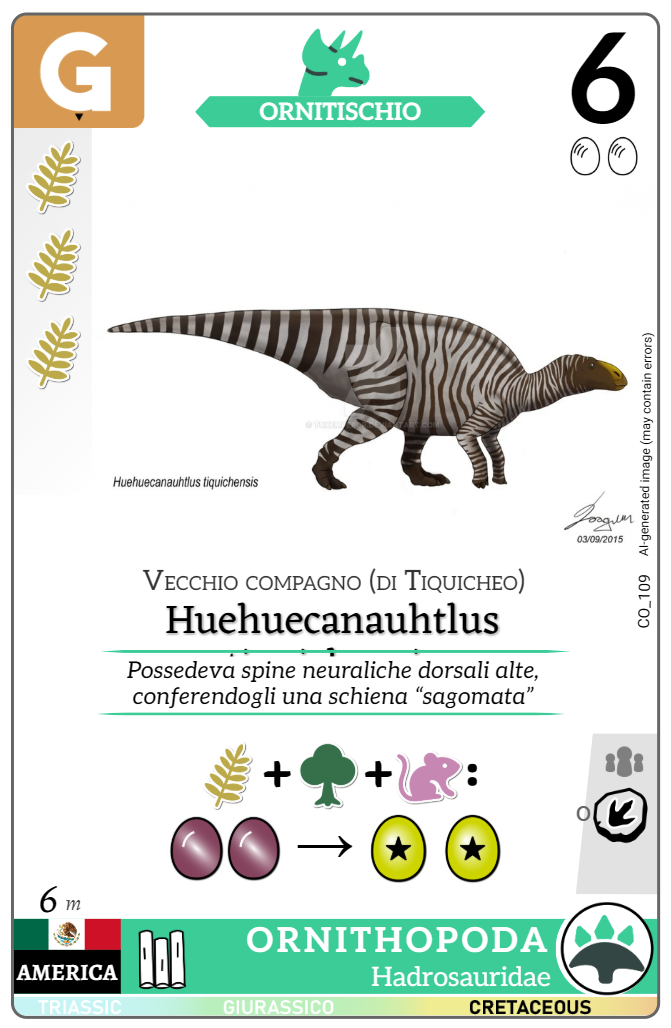 G
ORNITISCHIO
6
Huehuecanauhtlus tiquichensis
03/09/2015
AI-generated image (may contain errors)
CO_109
Vecchio compagno (di Tiquicheo)
Huehuecanauhtlus
Possedeva spine neuraliche dorsali alte,
conferendogli una schiena “sagomata”
+ + :
→
O
6 m
AMERICA
ORNITHOPODA
Hadrosauridae
TRIASSIC GIURASSICO CRETACEOUS